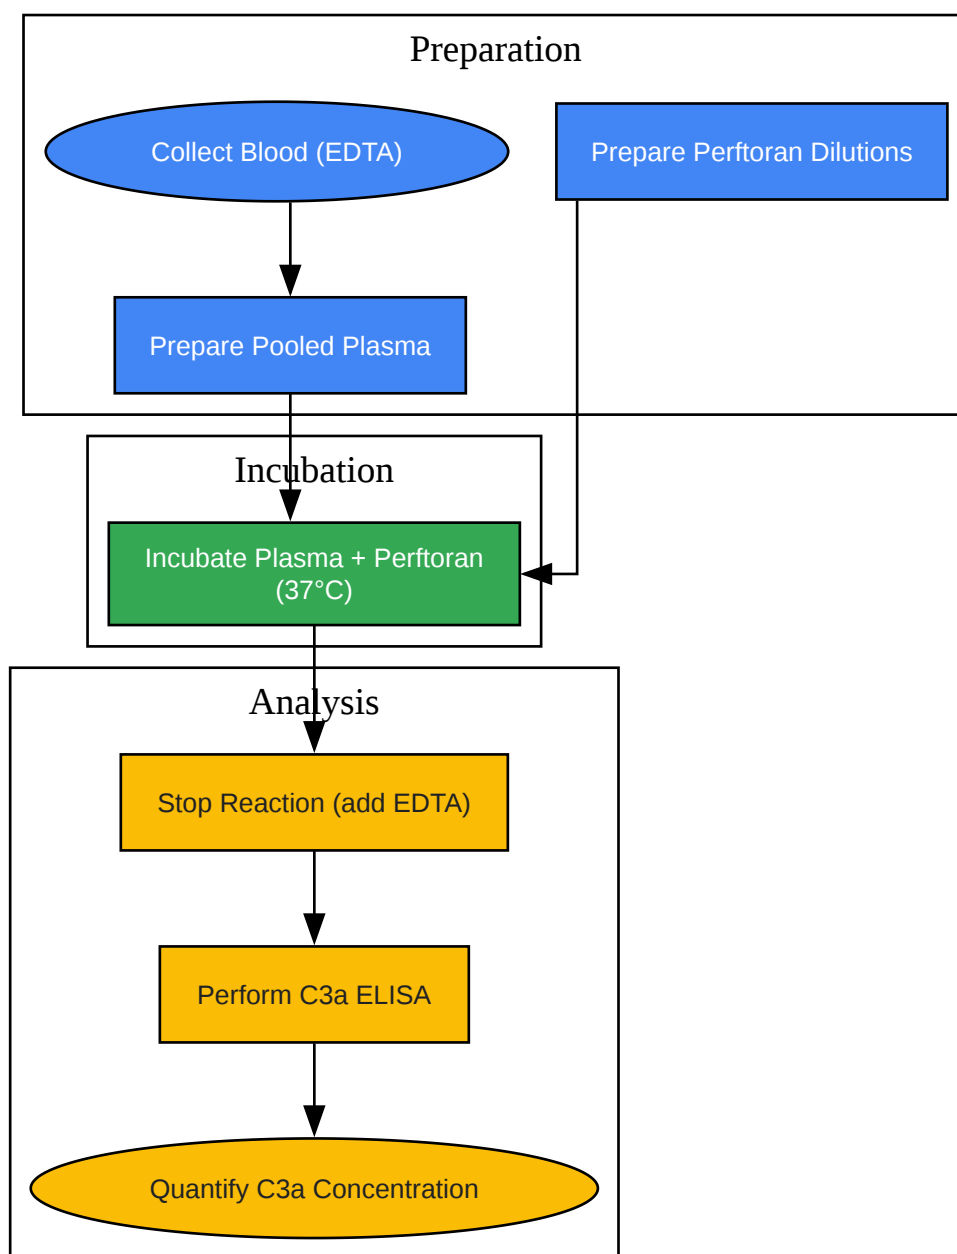 Preparation
Collect Blood (EDTA)
Prepare Perftoran Dilutions
Prepare Pooled Plasma
Incubation
Incubate Plasma + Perftoran
(37°C)
Analysis
Stop Reaction (add EDTA)
Perform C3a ELISA
Quantify C3a Concentration